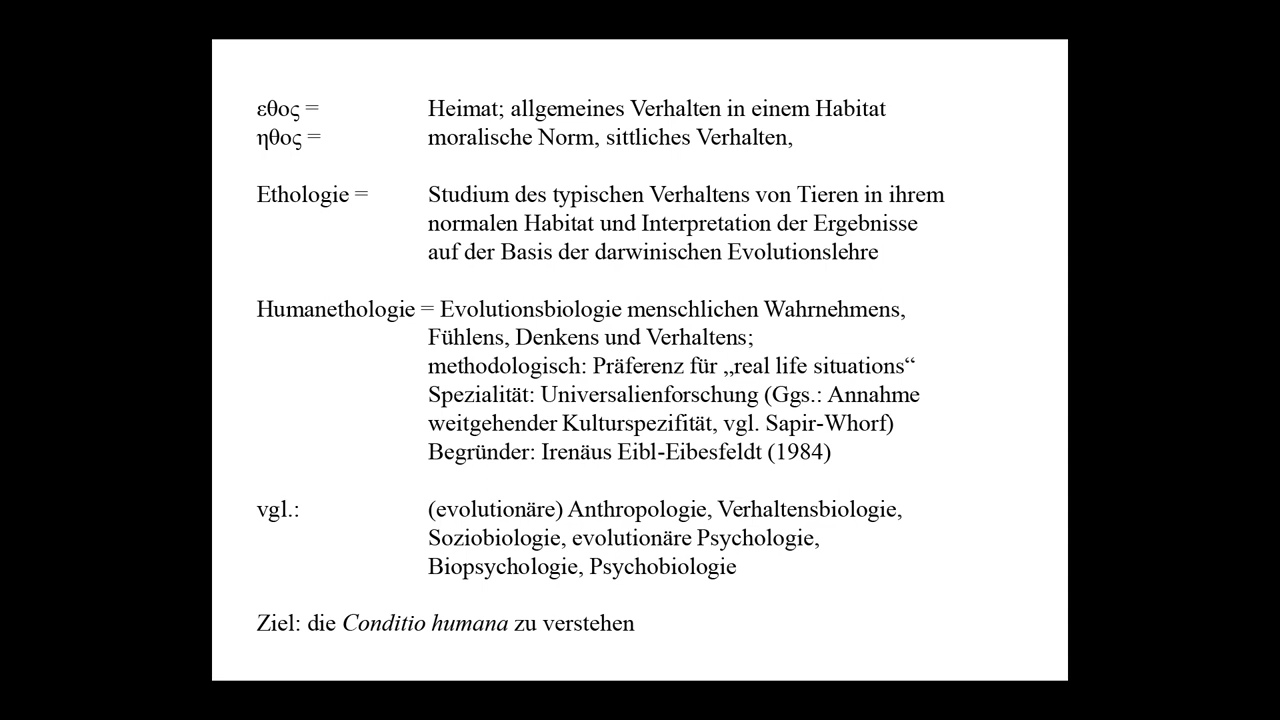 εθος = Heimat; allgemeines Verhalten in einem Habitat
ηθος = moralische Norm, sittliches Verhalten,
Ethologie = Studium des typischen Verhaltens von Tieren in ihrem
normalen Habitat und Interpretation der Ergebnisse
auf der Basis der darwinischen Evolutionslehre
Humanethologie = Evolutionsbiologie menschlichen Wahrnehmens,
Fühlens, Denkens und Verhaltens;
methodologisch: Präferenz für „real life situations“
Spezialität: Universalienforschung (Ggs.: Annahme
weitgehender Kulturspezifität, vgl. Sapir-Whorf)
Begründer: Irenäus Eibl-Eibesfeldt (1984)
vgl.: (evolutionäre) Anthropologie, Verhaltensbiologie,
Soziobiologie, evolutionäre Psychologie,
Biopsychologie, Psychobiologie
Ziel: die Conditio humana zu verstehen